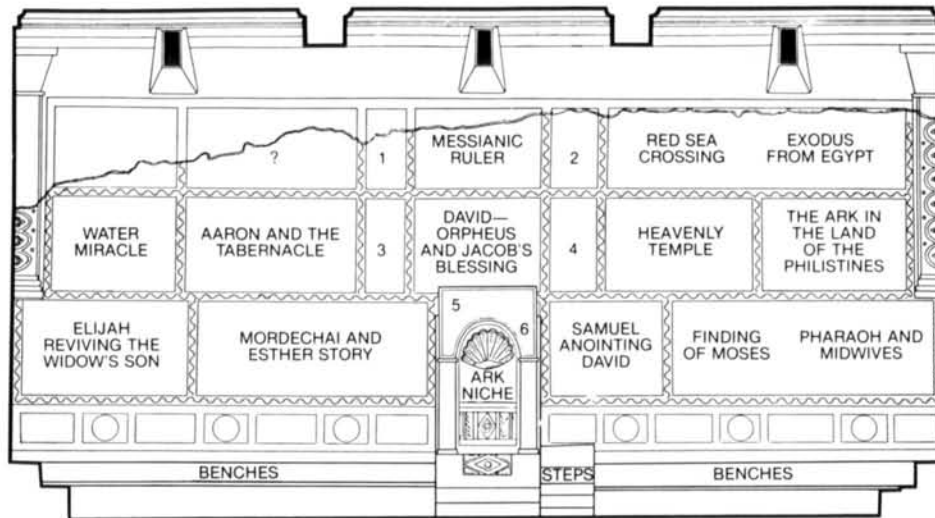 ?
1
MESSIANIC
RULER
2
RED SEA
CROSSING
EXODUS
FROM EGYPT
WATER
MIRACLE
AARON AND THE
TABERNACLE
3
DAVID—
ORPHEUS
AND JACOB'S
BLESSING
4
HEAVENLY
TEMPLE
THE ARK IN
THE LAND
OF THE
PHILISTINES
ELIJAH
REVIVING THE
WIDOW'S SON
MORDECHAI AND
ESTHER STORY
5
6
ARK
NICHE
SAMUEL
ANOINTING
DAVID
FINDING
OF MOSES
PHARAOH AND
MIDWIVES
BENCHES
STEPS
BENCHES